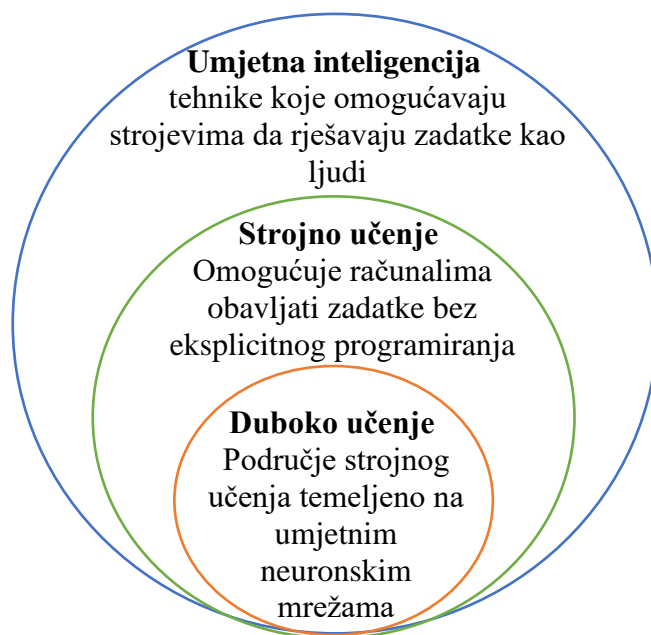 Umjetna inteligencija
tehnike koje omogućavaju
strojevima da rješavaju zadatke kao
ljudi
Strojno učenje
Omogućuje računalima
obavljati zadatke bez
eksplicitnog programiranja
Duboko učenje
Područje strojnog
učenja temeljeno na
umjetnim
neuronskim
mrežama